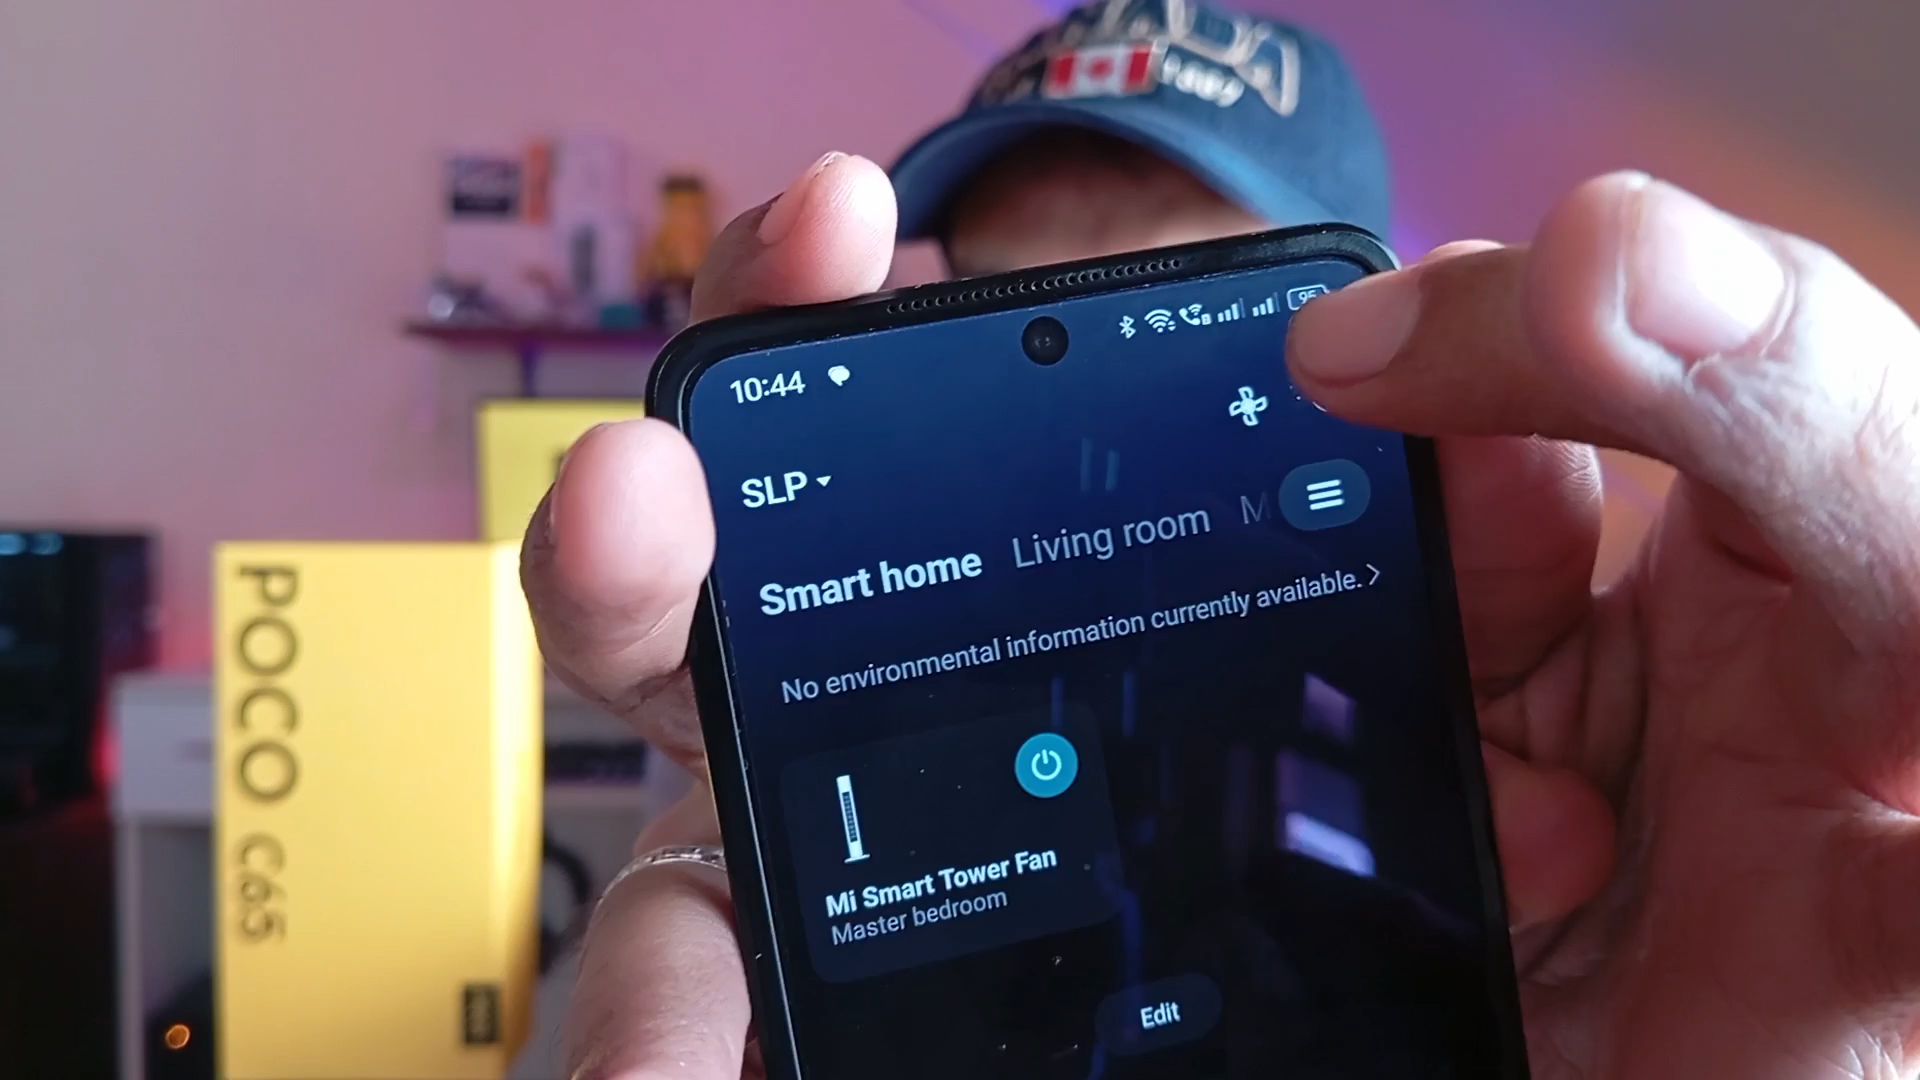 10:44
95
SLP
Smart home
Living room
M
No environmental information currently available.
Mi Smart Tower Fan
Master bedroom
Edit
POCO C65